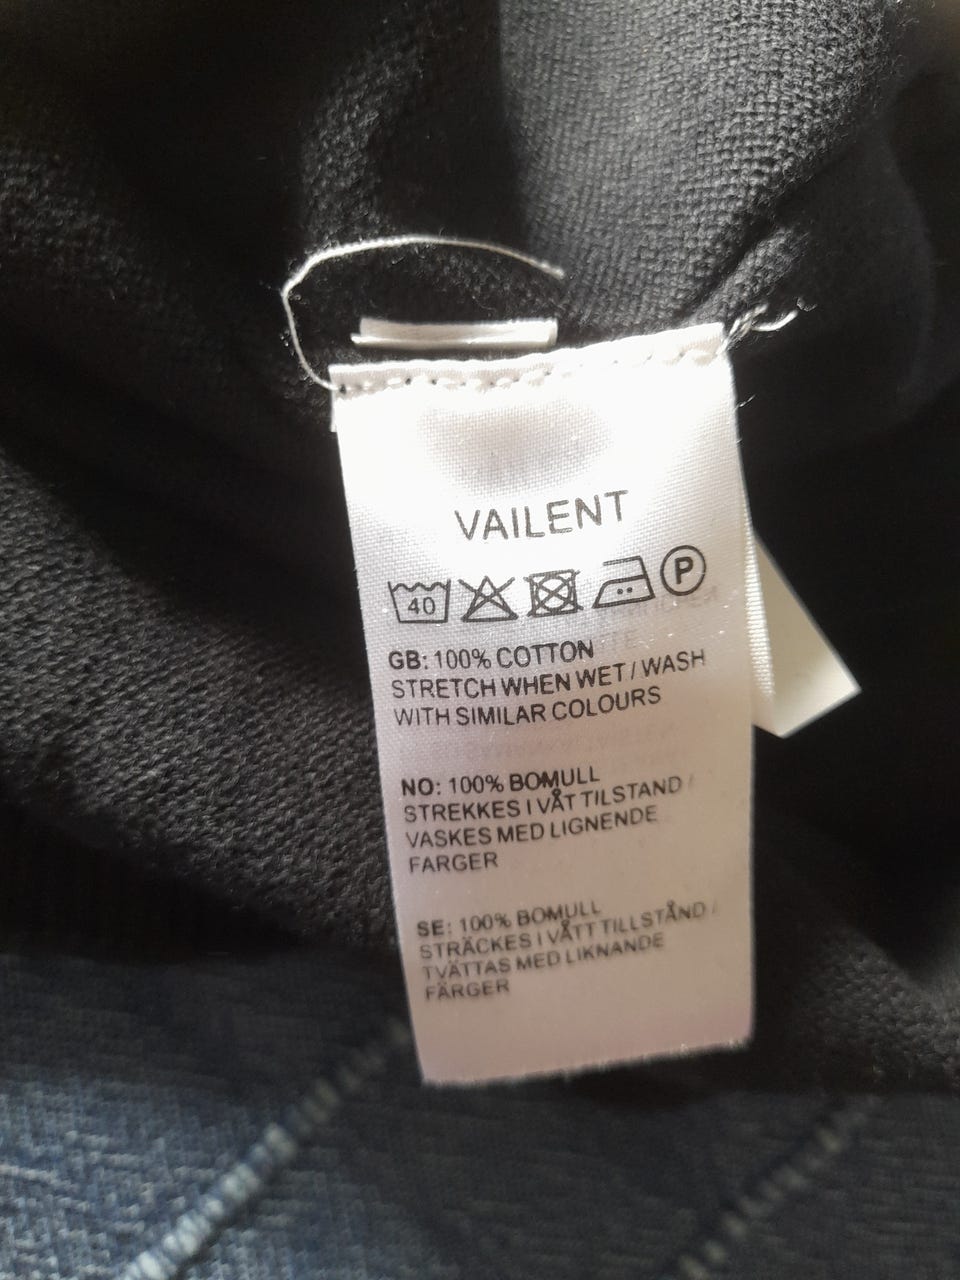 VAILENT
40 P
GB: 100% COTTON
STRETCH WHEN WET / WASH
WITH SIMILAR COLOURS
NO: 100% BOMULL
STREKKES I VÅT TILSTAND /
VASKES MED LIGNENDE
FARGER
SE: 100% BOMULL
STRÄCKES I VÅTT TILLSTÅND /
TVÄTTAS MED LIKNANDE
FÄRGER